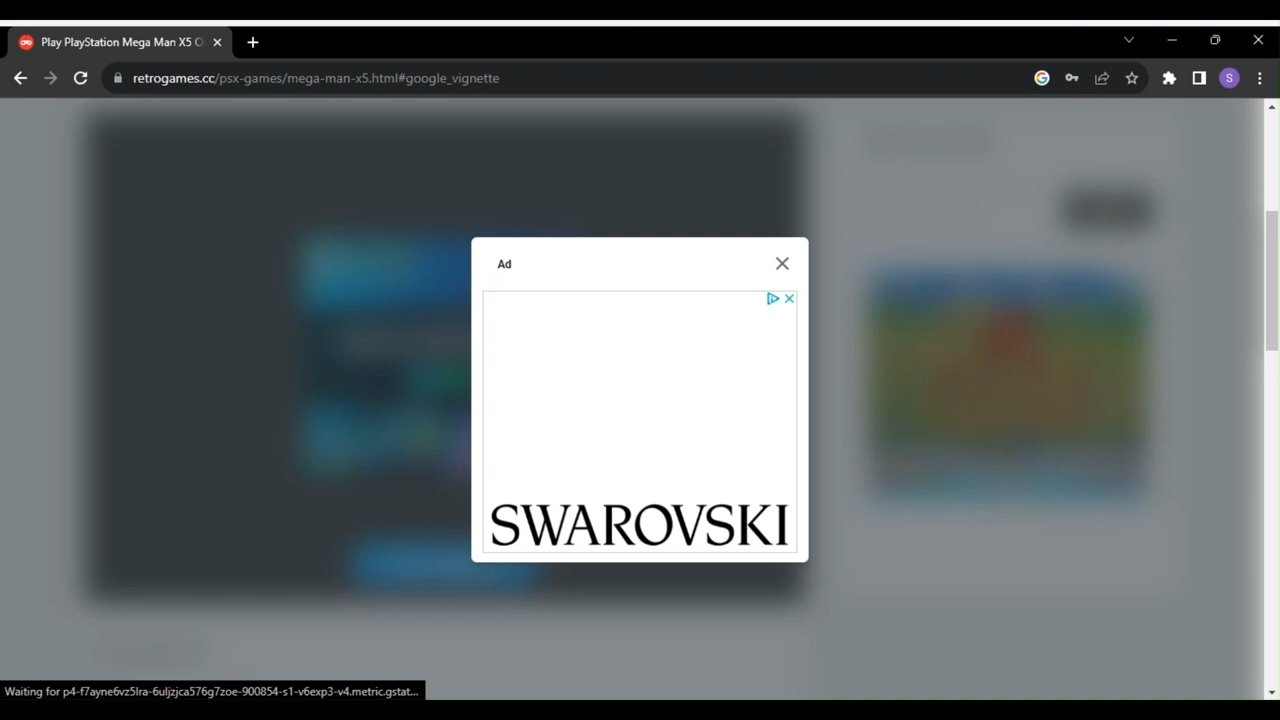 Play PlayStation Mega Man X5 O
retrogames.cc/psx-games/mega-man-x5.html#google_vignette
S
Ad
SWAROVSKI
Waiting for p4-f7ayne6vz5lra-6uljzjca576g7zoe-900854-s1-v6exp3-v4.metric.gstat...